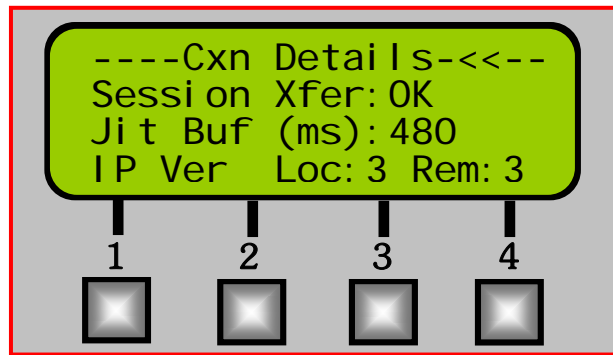 ----Cxn Details-<<--
Session Xfer:OK
Jit Buf (ms):480
IP Ver  Loc:3 Rem:3
1 2 3 4